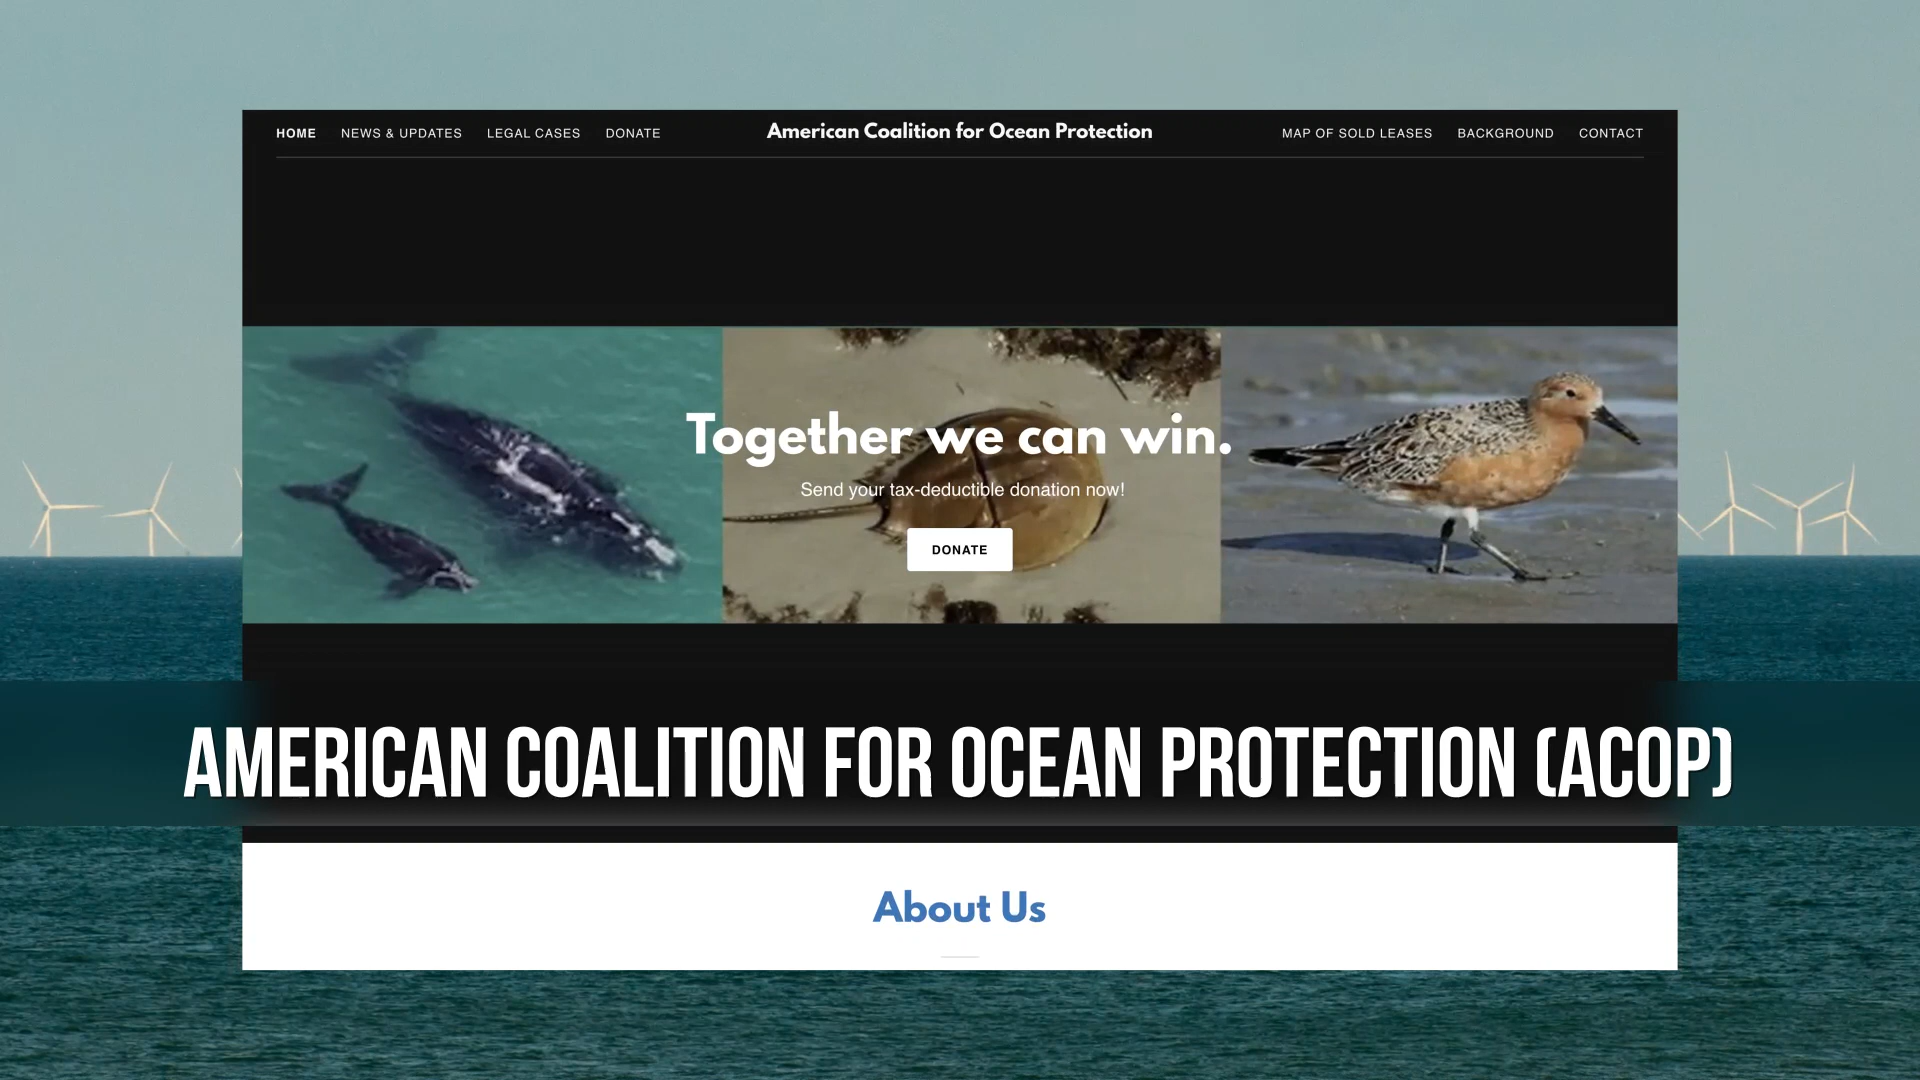 HOME NEWS & UPDATES LEGAL CASES DONATE American Coalition for Ocean Protection MAP OF SOLD LEASES BACKGROUND CONTACT
Together we can win.
Send your tax-deductible donation now!
DONATE
AMERICAN COALITION FOR OCEAN PROTECTION (ACOP)
About Us